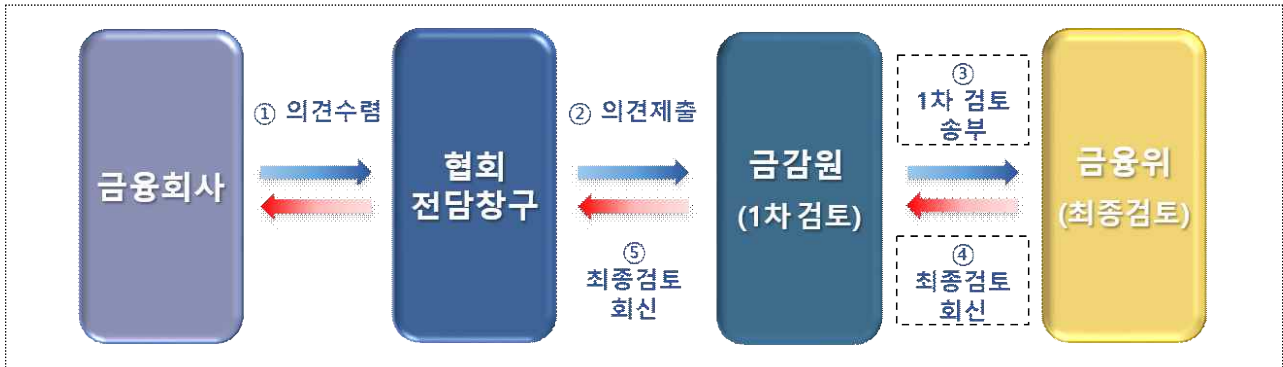 금융회사
① 의견수렴
협회
전담창구
② 의견제출
⑤
최종검토
회신
금감원
(1차 검토)
③
1차 검토
송부
④
최종검토
회신
금융위
(최종검토)